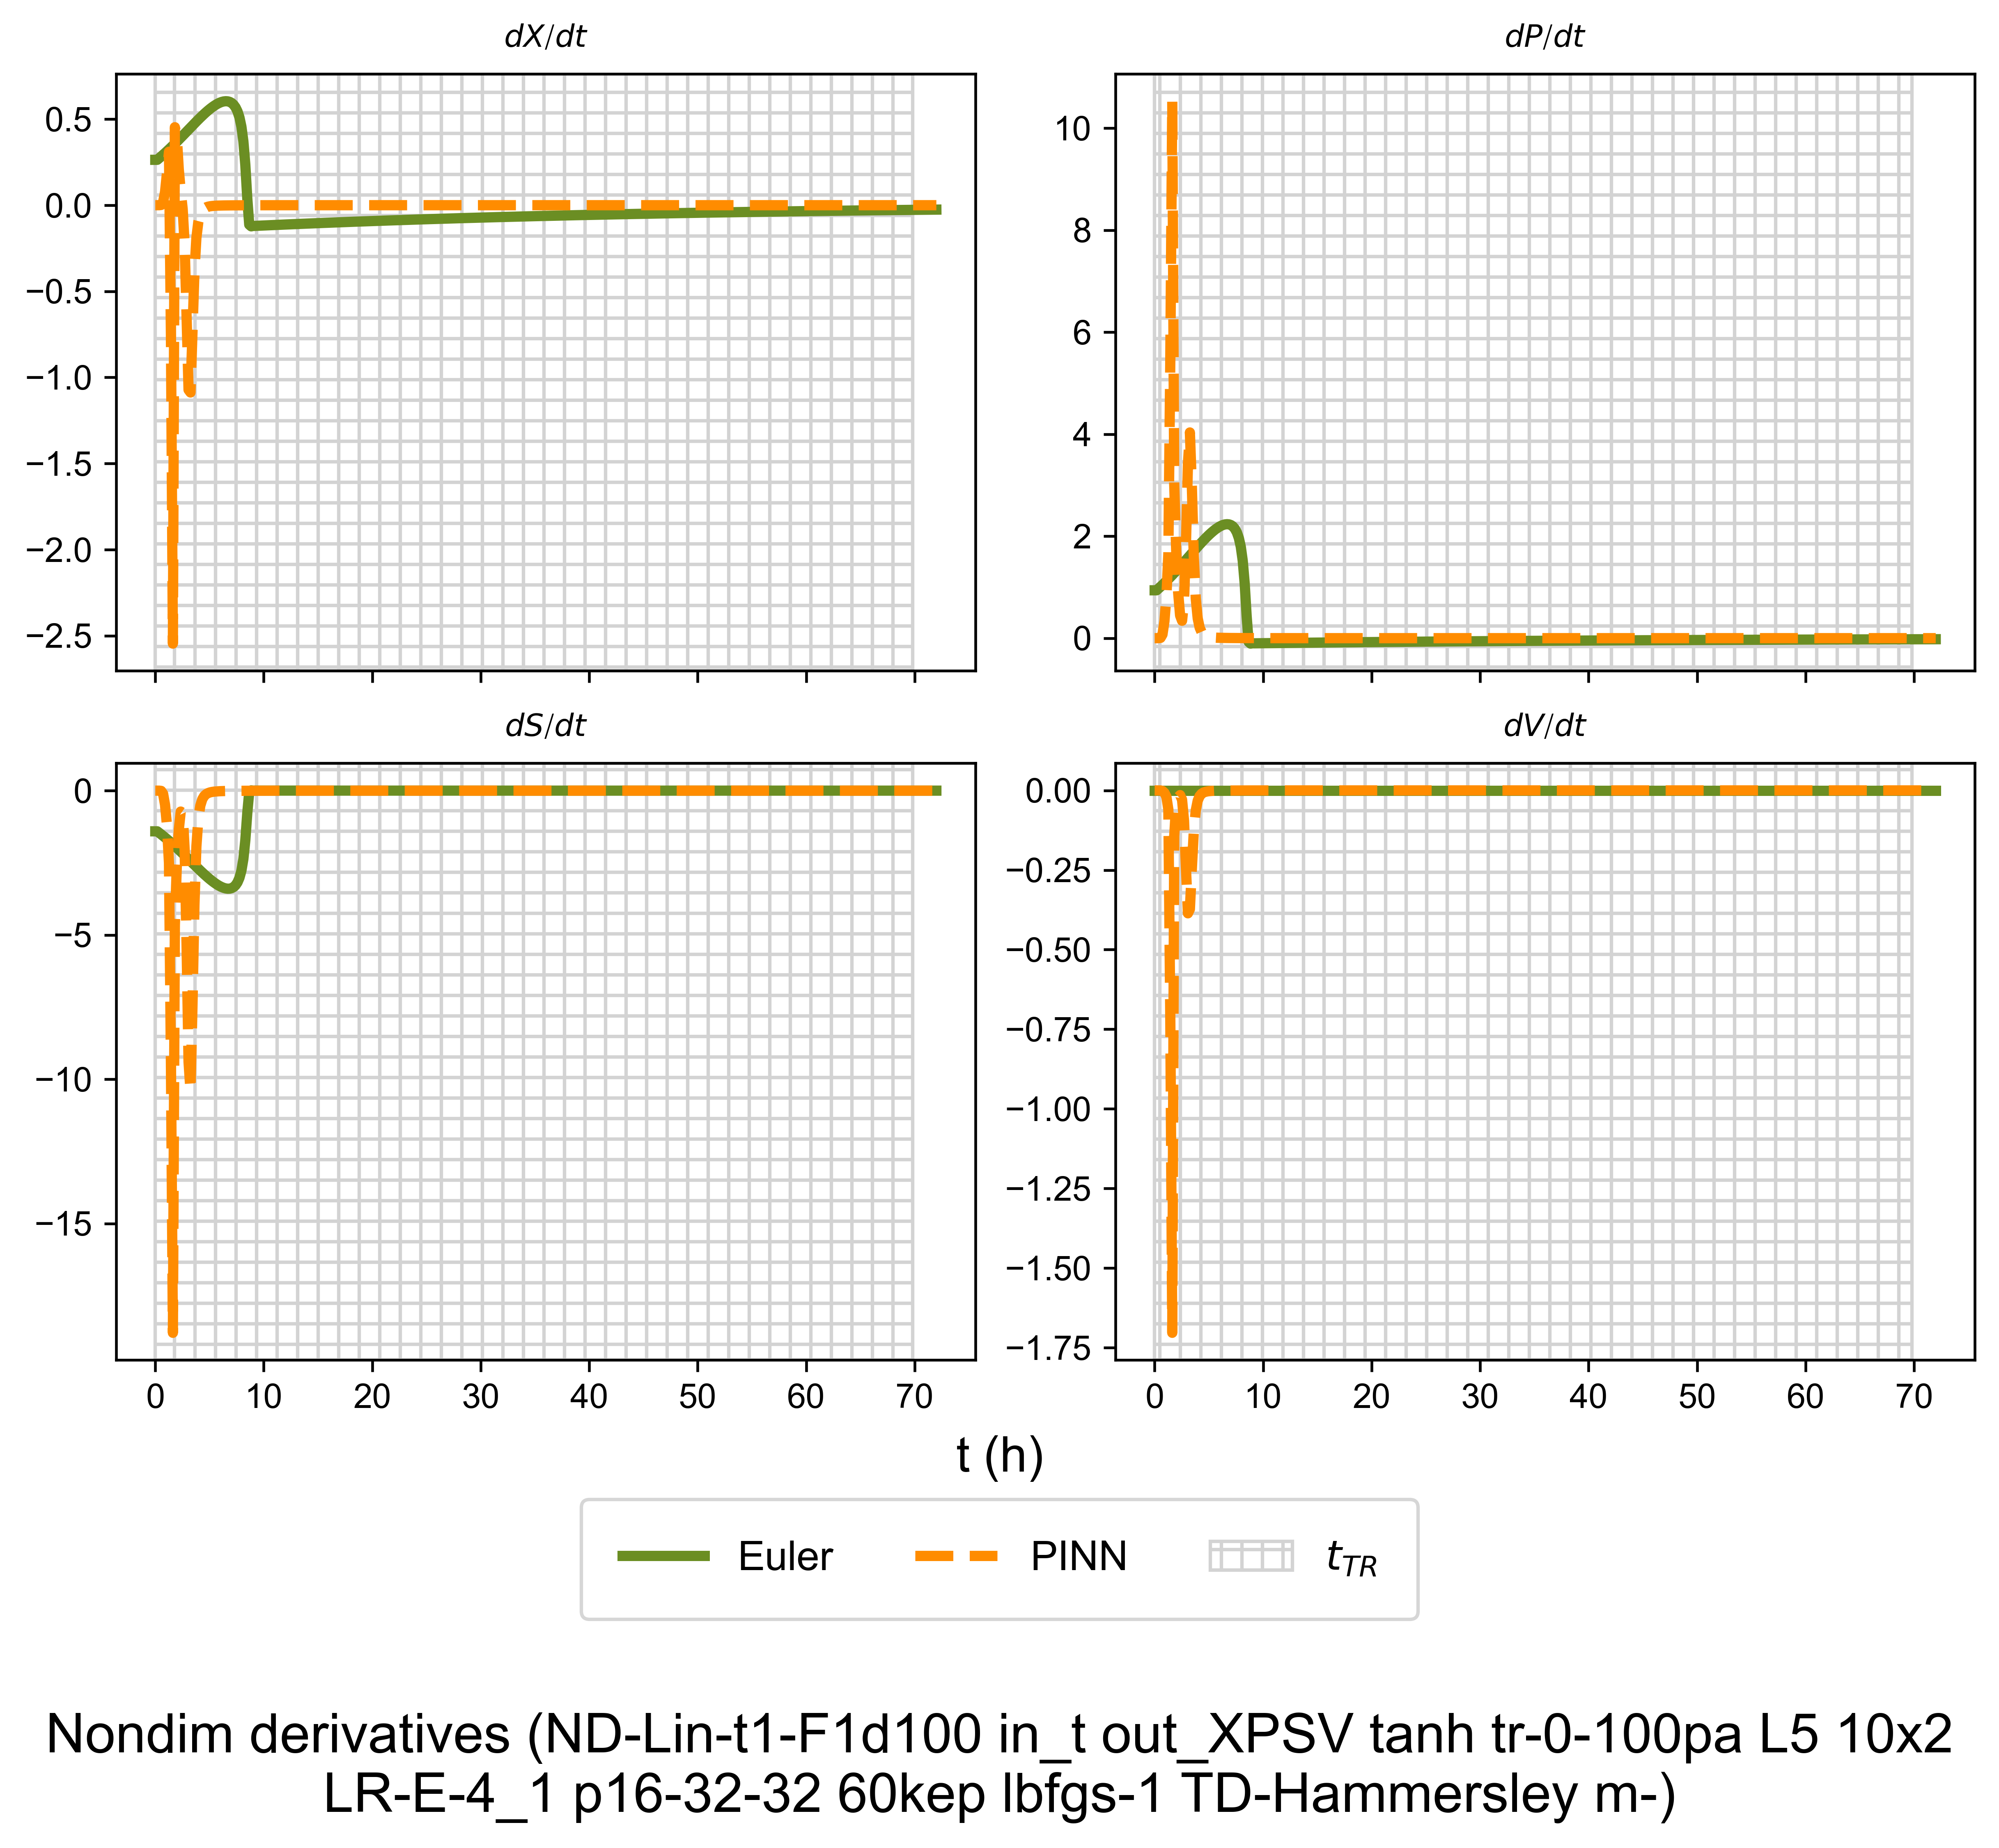 dX/dt
dP/dt
0.5
0.0
−0.5
−1.0
−1.5
−2.0
−2.5
10
8
6
4
2
0
dS/dt
dV/dt
0
−5
−10
−15
0 10 20 30 40 50 60 70
0.00
−0.25
−0.50
−0.75
−1.00
−1.25
−1.50
−1.75
0 10 20 30 40 50 60 70
t (h)
Euler PINN t_{TR}
Nondim derivatives (ND-Lin-t1-F1d100 in_t out_XPSV tanh tr-0-100pa L5 10x2
LR-E-4_1 p16-32-32 60kep lbfgs-1 TD-Hammersley m-)